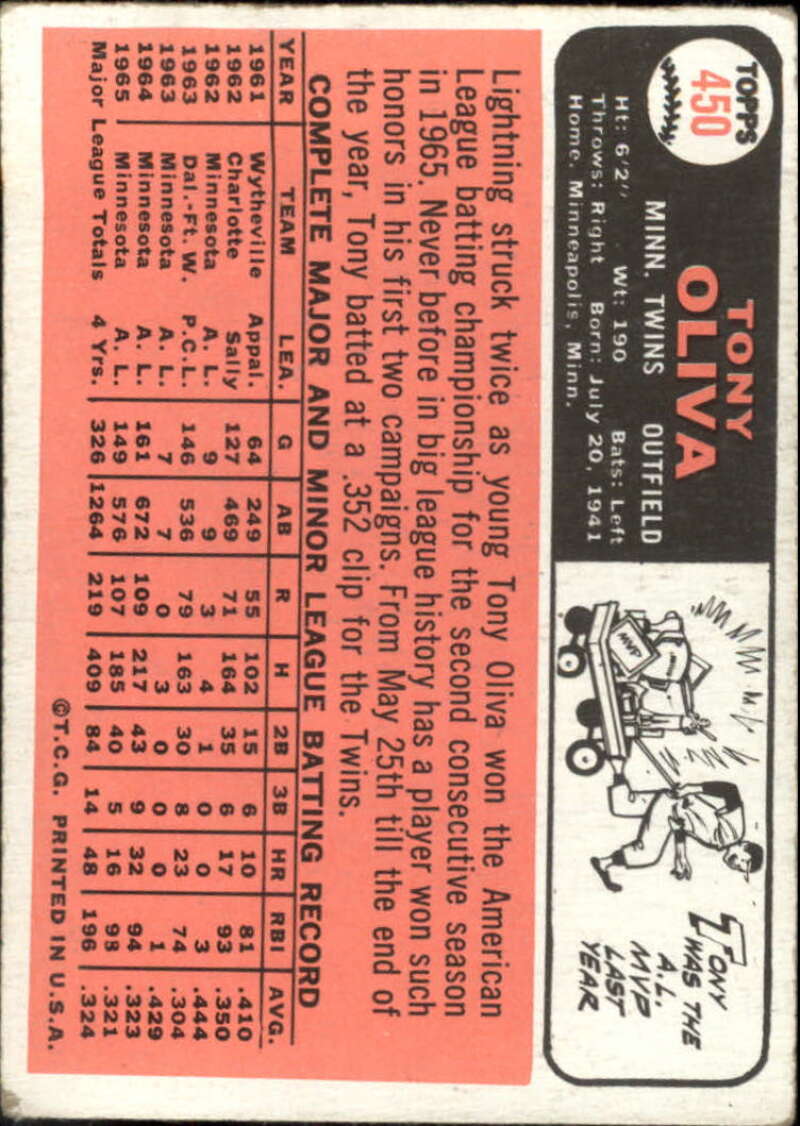 TOPPS
450
TONY
OLIVA
MINN. TWINS OUTFIELD
Ht: 6'2" Wt: 190 Bats: Left
Throws: Right Born: July 20, 1941
Home: Minneapolis, Minn.
MVP
TONY
WAS THE
A.L.
MVP
LAST
YEAR
Lightning struck twice as young Tony Oliva won the American
League batting championship for the second consecutive season
in 1965. Never before in big league history has a player won such
honors in his first two campaigns. From May 25th till the end of
the year, Tony batted at a .352 clip for the Twins.
COMPLETE MAJOR AND MINOR LEAGUE BATTING RECORD
YEAR TEAM LEA. G AB R H 2B 3B HR RBI AVG.
1961 Wytheville Appal. 64 249 55 102 15 6 10 81 .410
1962 Charlotte Sally 127 469 71 164 35 6 17 93 .350
1962 Minnesota A. L. 9 9 3 4 1 0 0 3 .444
1963 Dal.-Ft. W. P.C.L. 146 536 79 163 30 8 23 74 .304
1963 Minnesota A. L. 7 7 0 3 0 0 0 1 .429
1964 Minnesota A. L. 161 672 109 217 43 9 32 94 .323
1965 Minnesota A. L. 149 576 107 185 40 5 16 98 .321
Major League Totals 4 Yrs. 326 1264 219 409 84 14 48 196 .324
©T.C.G. PRINTED IN U.S.A.